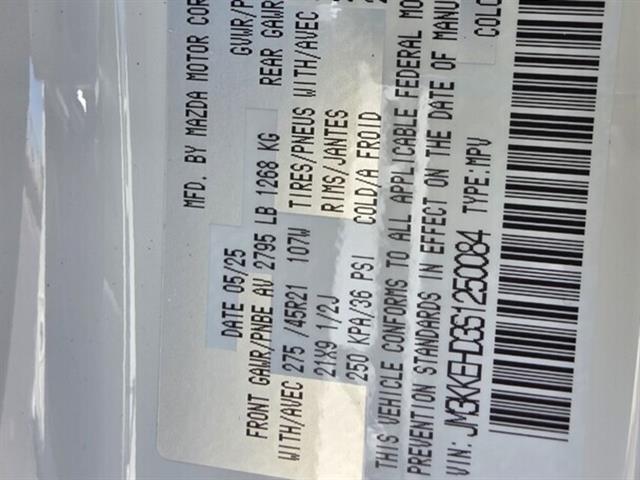 MFD. BY MAZDA MOTOR COR
DATE 05/25 GVWR/P
FRONT GAWR/PNBE AV 2795 LB 1268 KG REAR GAWR
WITH/AVEC 275 /45R21 107W TIRES/PNEUS WITH/AVEC
21X9 1/2J RIMS/JANTES
250 KPA/36 PSI COLD/A FROID
THIS VEHICLE CONFORMS TO ALL APPLICABLE FEDERAL MO
PREVENTION STANDARDS IN EFFECT ON THE DATE OF MANU
VIN: JM3KKEHD3S1250084 TYPE: MPV COLO